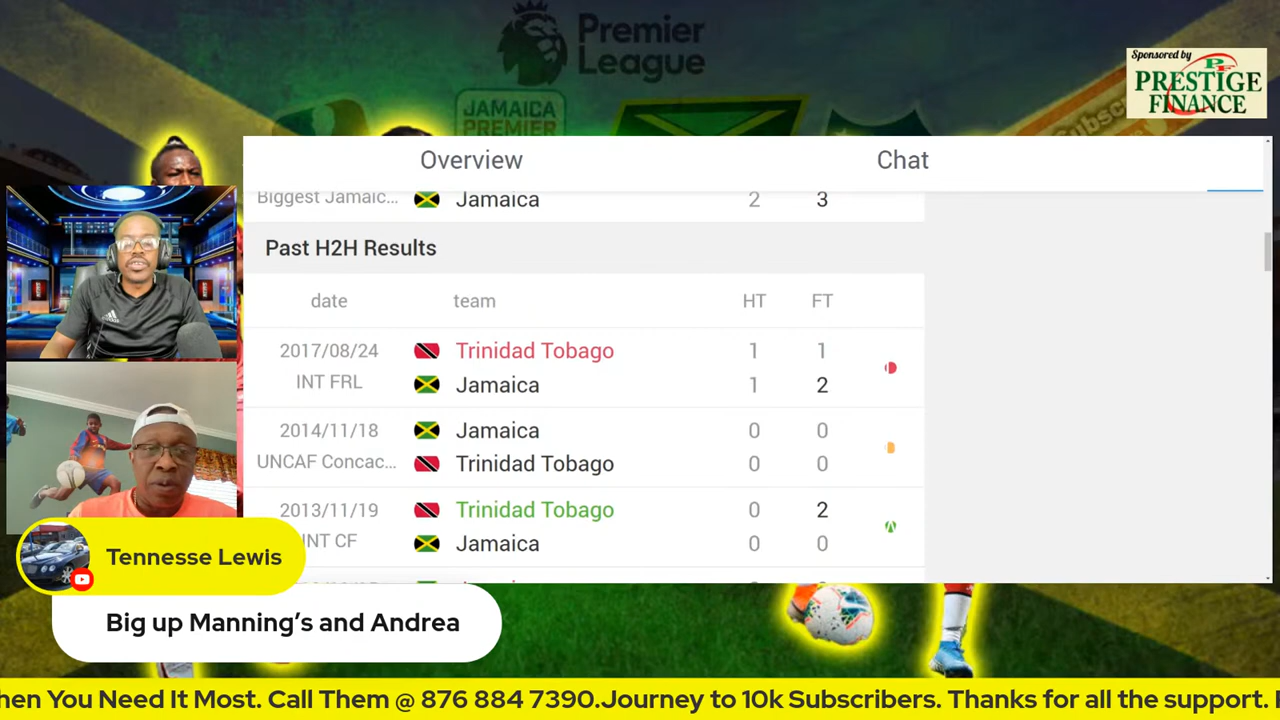 Premier
League
Sponsored by
PF
PRESTIGE
FINANCE
JAMAICA
PREMIER
Subsc
Overview Chat
Biggest Jamaic... Jamaica 2 3
Past H2H Results
date team HT FT
2017/08/24 Trinidad Tobago 1 1
INT FRL Jamaica 1 2
2014/11/18 Jamaica 0 0
UNCAF Concac... Trinidad Tobago 0 0
2013/11/19 Trinidad Tobago 0 2
INT CF Jamaica 0 0
Tennesse Lewis
Big up Manning's and Andrea
hen You Need It Most. Call Them @ 876 884 7390.Journey to 10k Subscribers. Thanks for all the support.